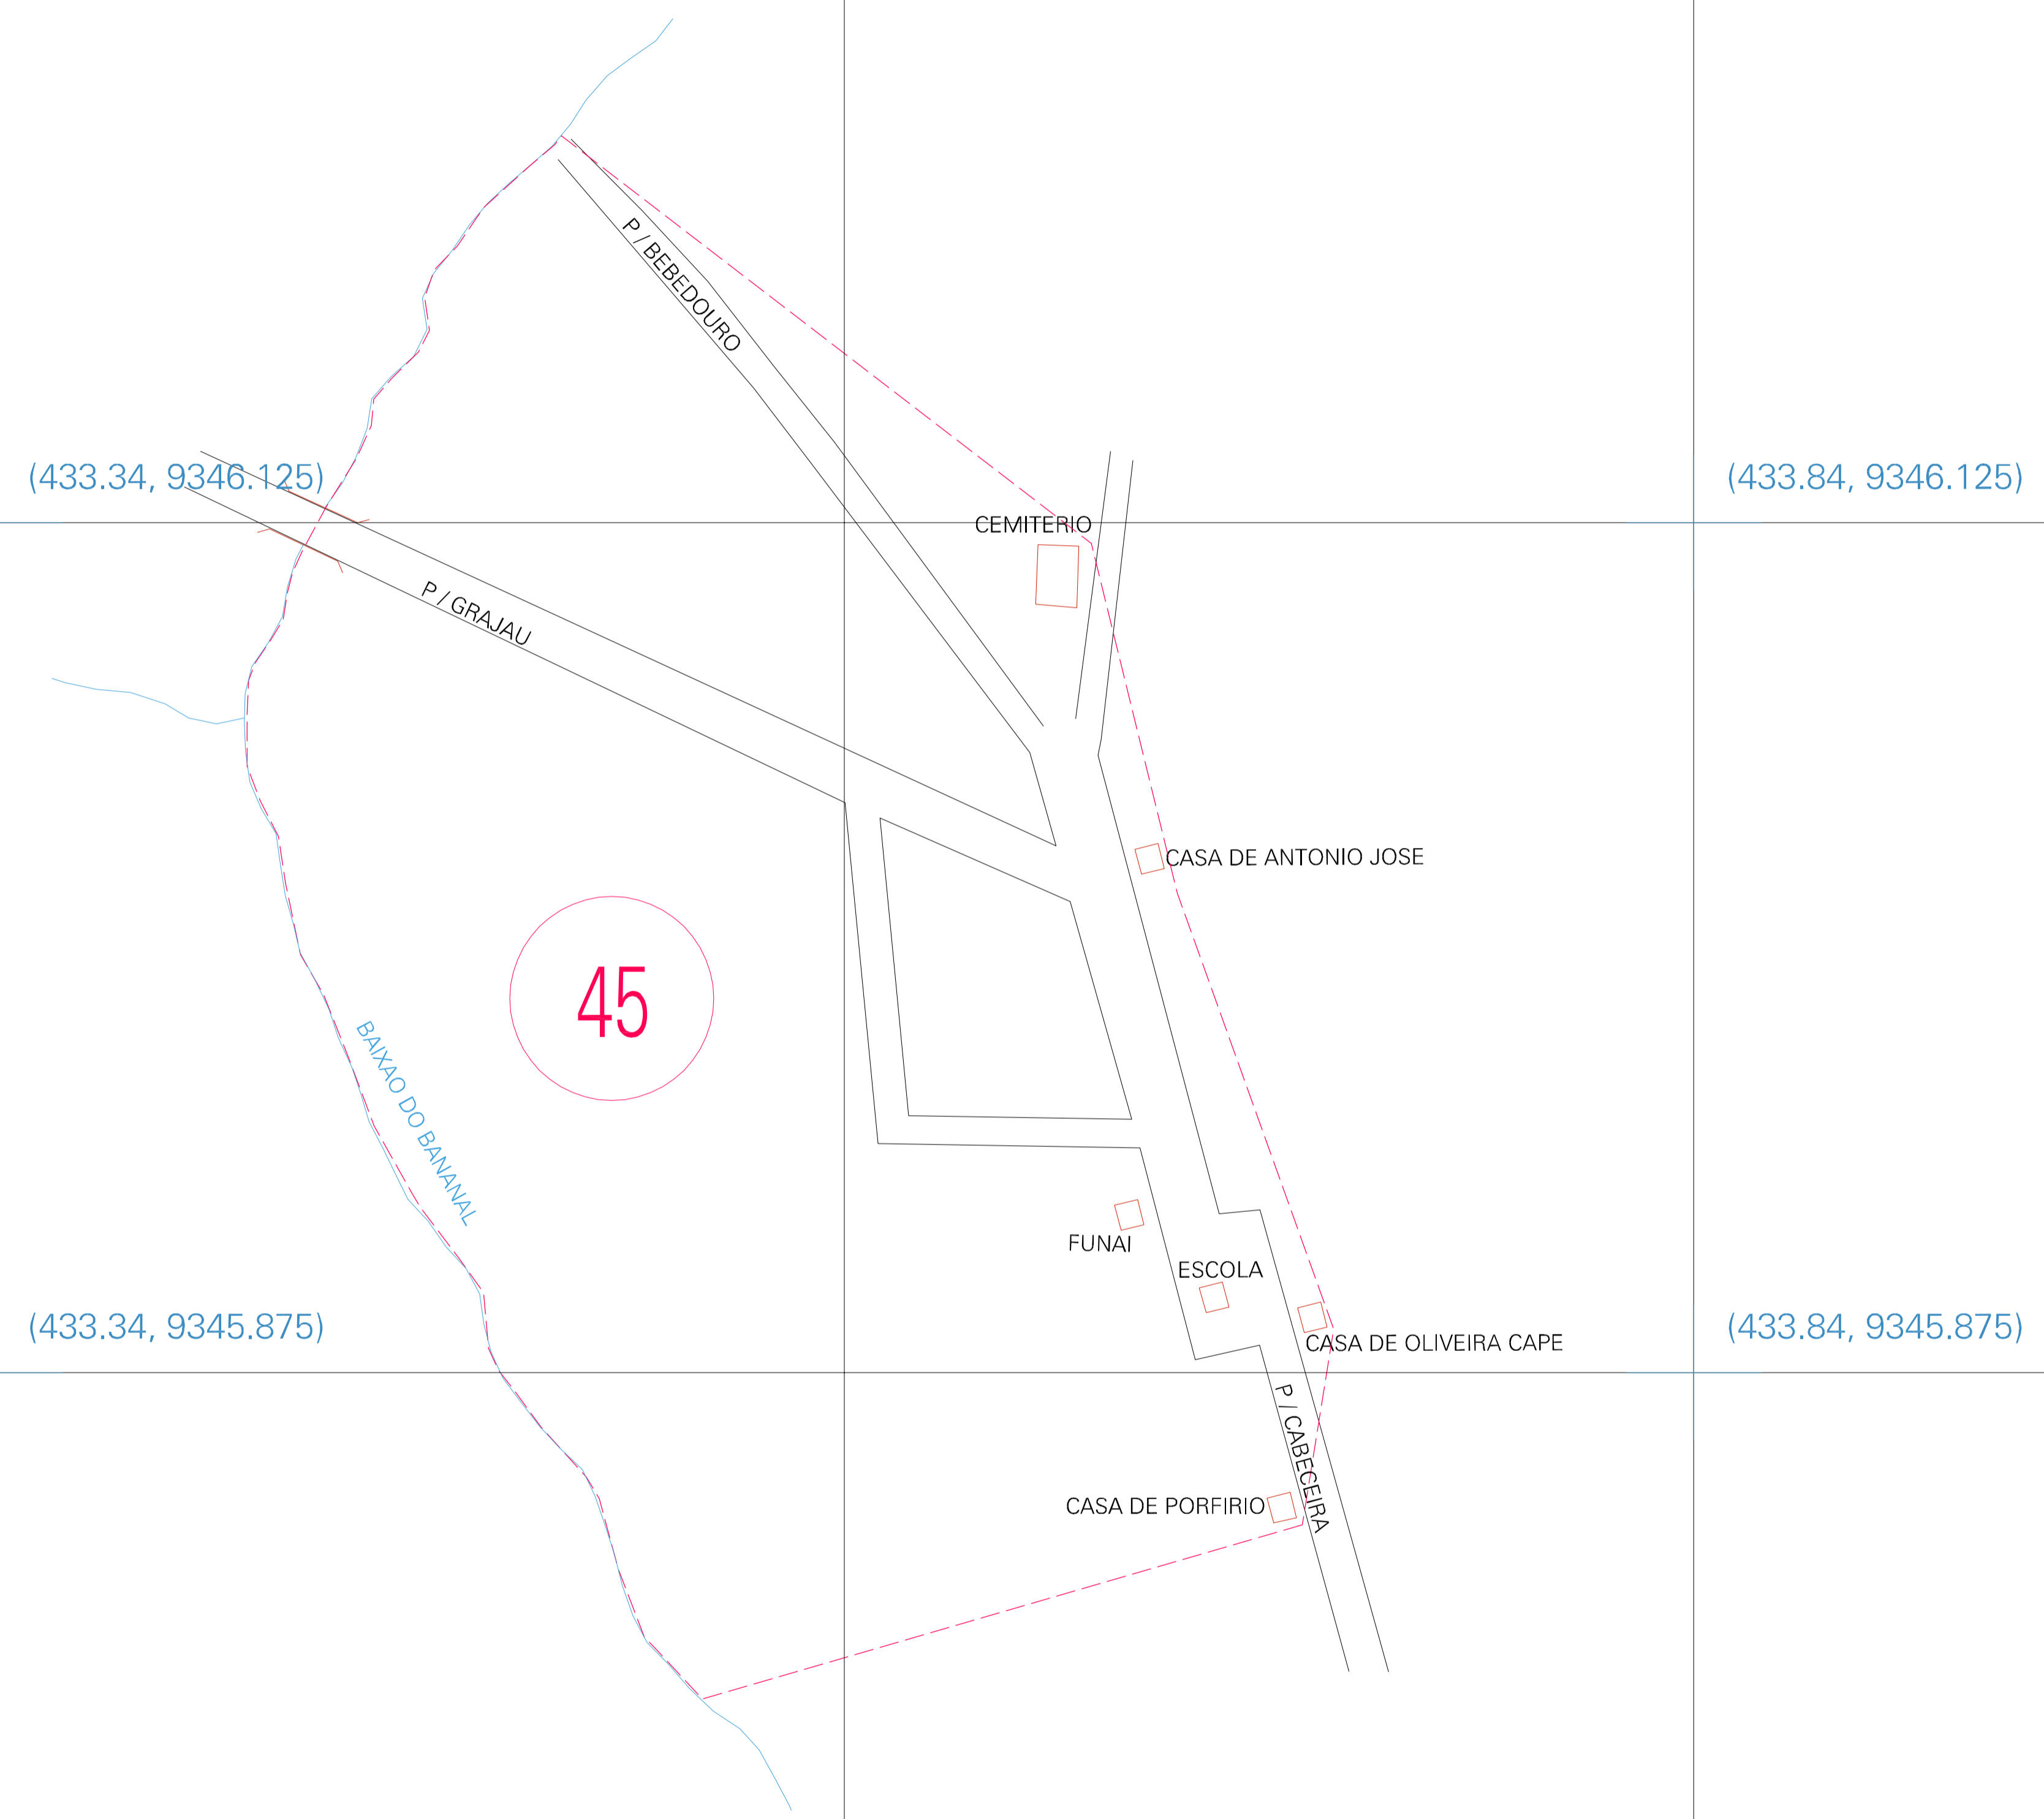 P / BEBEDOURO
(433.34, 9346.125)
(433.84, 9346.125)
CEMITERIO
P / GRAJAU
CASA DE ANTONIO JOSE
45
BAIXAO DO BANANAL
FUNAI
ESCOLA
(433.34, 9345.875)
(433.84, 9345.875)
CASA DE OLIVEIRA CAPE
P / CABECEIRA
CASA DE PORFIRIO